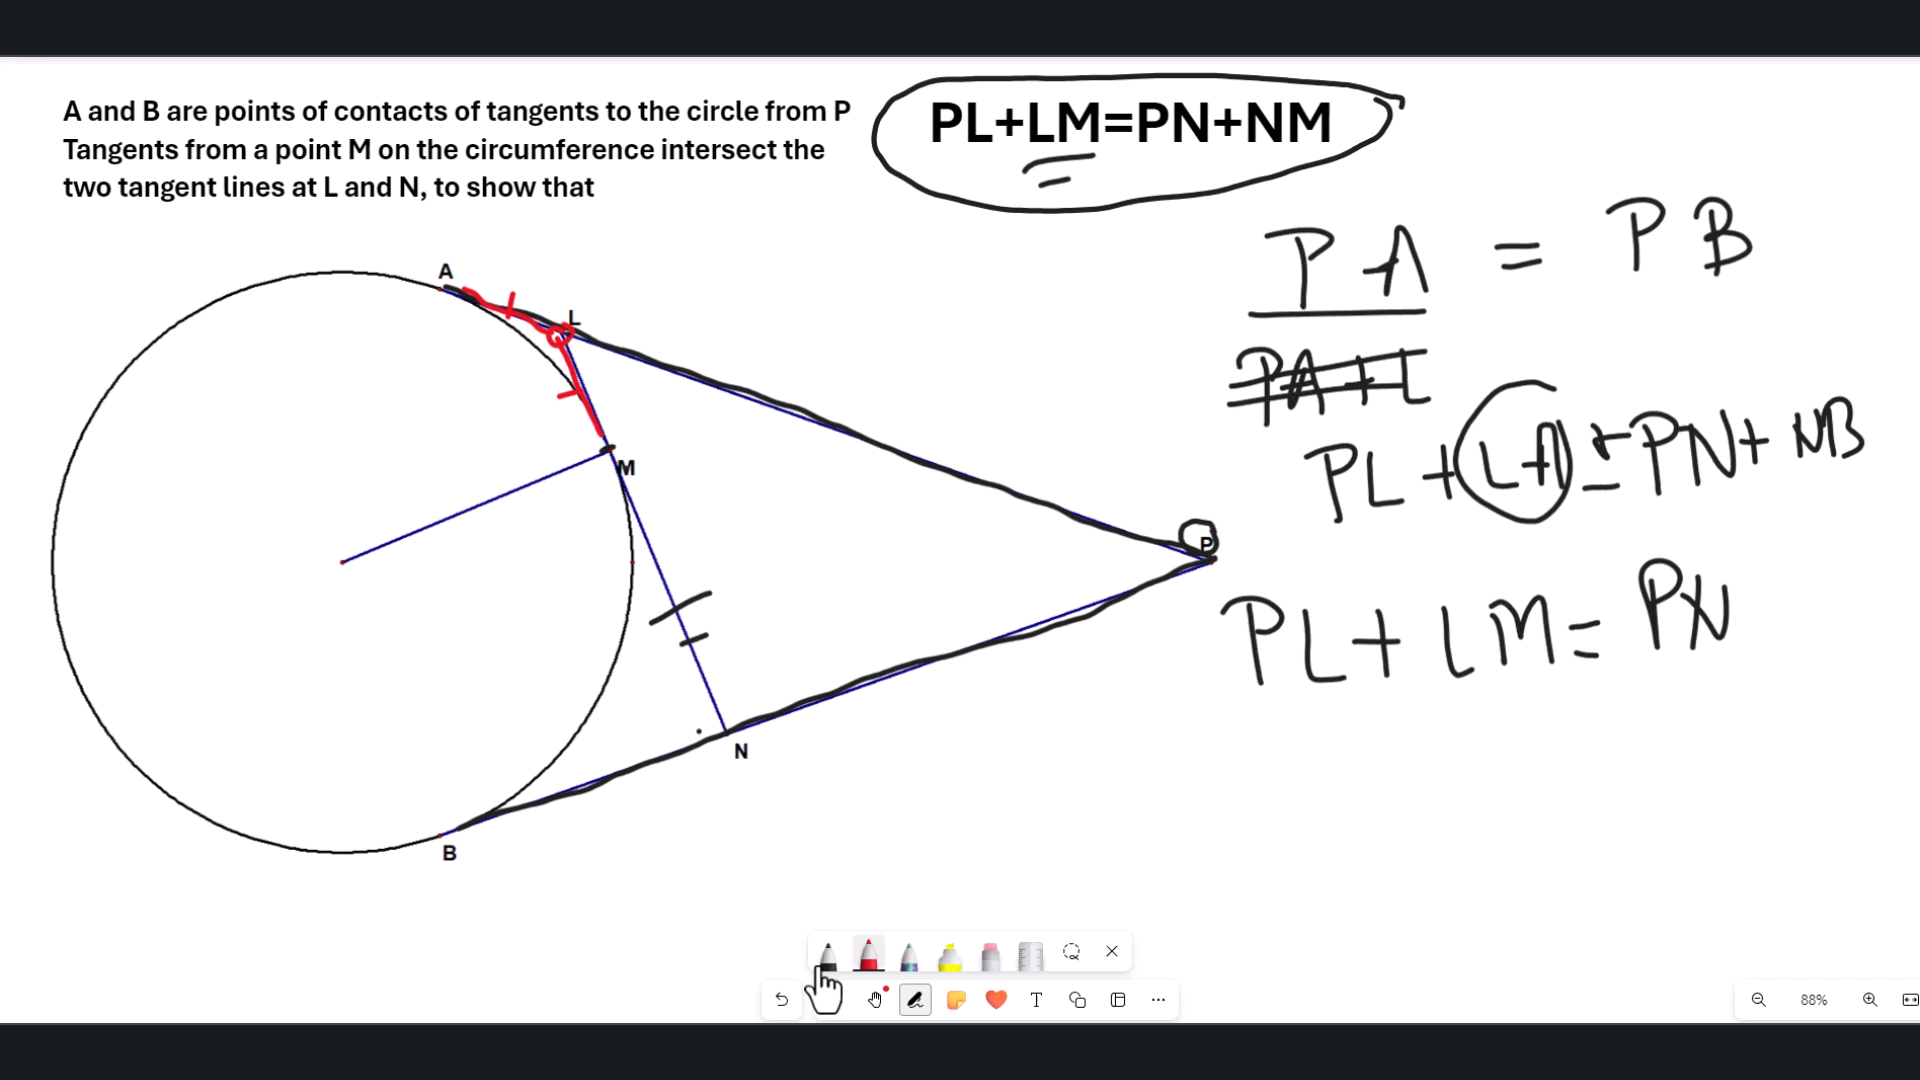 A and B are points of contacts of tangents to the circle from P
Tangents from a point M on the circumference intersect the
two tangent lines at L and N, to show that
PL+LM=PN+NM
PA = PB
PA+L
PL+LA=PN+NB
PL+LM=PN
A
L
M
P
N
B
T
88%